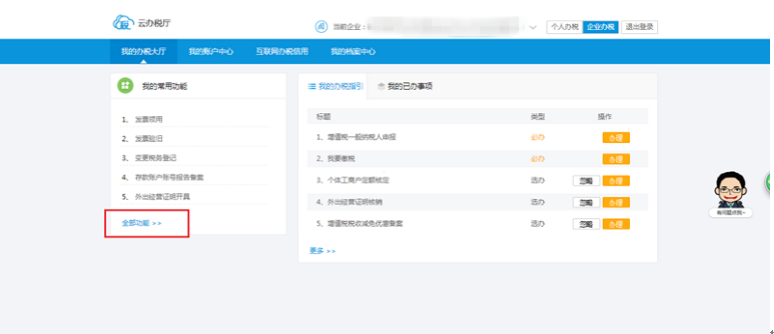 云办税厅
当前企业：
个人办税 企业办税 退出登录
我的办税大厅 我的账户中心 互联网办税信用 我的档案中心
我的常用功能
1、 发票领用
2、 发票验旧
3、 变更税务登记
4、 存款账户账号报告备案
5、 外出经营证明开具
全部功能 >>
我的办税指引 我的已办事项
标题 类型 操作
1、增值税一般纳税人申报 必办 办理
2、我要缴税 必办 办理
3、个体工商户定额核定 选办 忽略 办理
4、外出经营证明核销 选办 忽略 办理
5、增值税税收减免优惠备案 选办 忽略 办理
更多 >>
有问题点我~